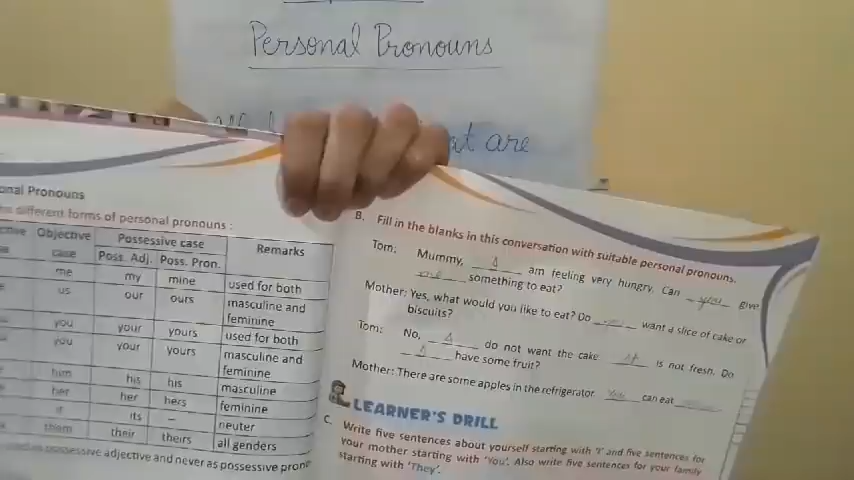 Personal Pronouns
at are
onal Pronouns
different forms of personal pronouns :
ctive Objective case Possessive case Remarks
Poss. Adj. Poss. Pron.
me my mine used for both
us our ours masculine and feminine
you your yours used for both
you your yours masculine and feminine
him his his masculine
her her hers feminine
it its – neuter
them their theirs all genders
possessive adjective and never as possessive prono
B. Fill in the blanks in this conversation with suitable personal pronouns.
Tom: Mummy, I am feeling very hungry. Can you give
me something to eat?
Mother: Yes, what would you like to eat? Do you want a slice of cake or
biscuits?
Tom: No, I do not want the cake. It is not fresh. Do
I have some fruit?
Mother: There are some apples in the refrigerator. You can eat
LEARNER'S DRILL
C. Write five sentences about yourself starting with 'I' and five sentences for
your mother starting with 'You'. Also write five sentences for your family
starting with 'They'.